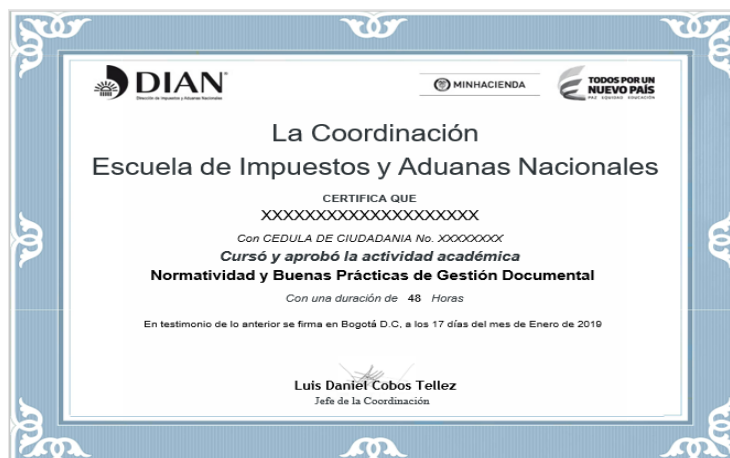 DIAN
Dirección de Impuestos y Aduanas Nacionales
MINHACIENDA
TODOS POR UN
NUEVO PAÍS
PAZ EQUIDAD EDUCACIÓN
La Coordinación
Escuela de Impuestos y Aduanas Nacionales
CERTIFICA QUE
XXXXXXXXXXXXXXXXXXXX
Con CEDULA DE CIUDADANIA No. XXXXXXXX
Cursó y aprobó la actividad académica
Normatividad y Buenas Prácticas de Gestión Documental
Con una duración de 48 Horas
En testimonio de lo anterior se firma en Bogotá D.C, a los 17 días del mes de Enero de 2019
Luis Daniel Cobos Tellez
Jefe de la Coordinación